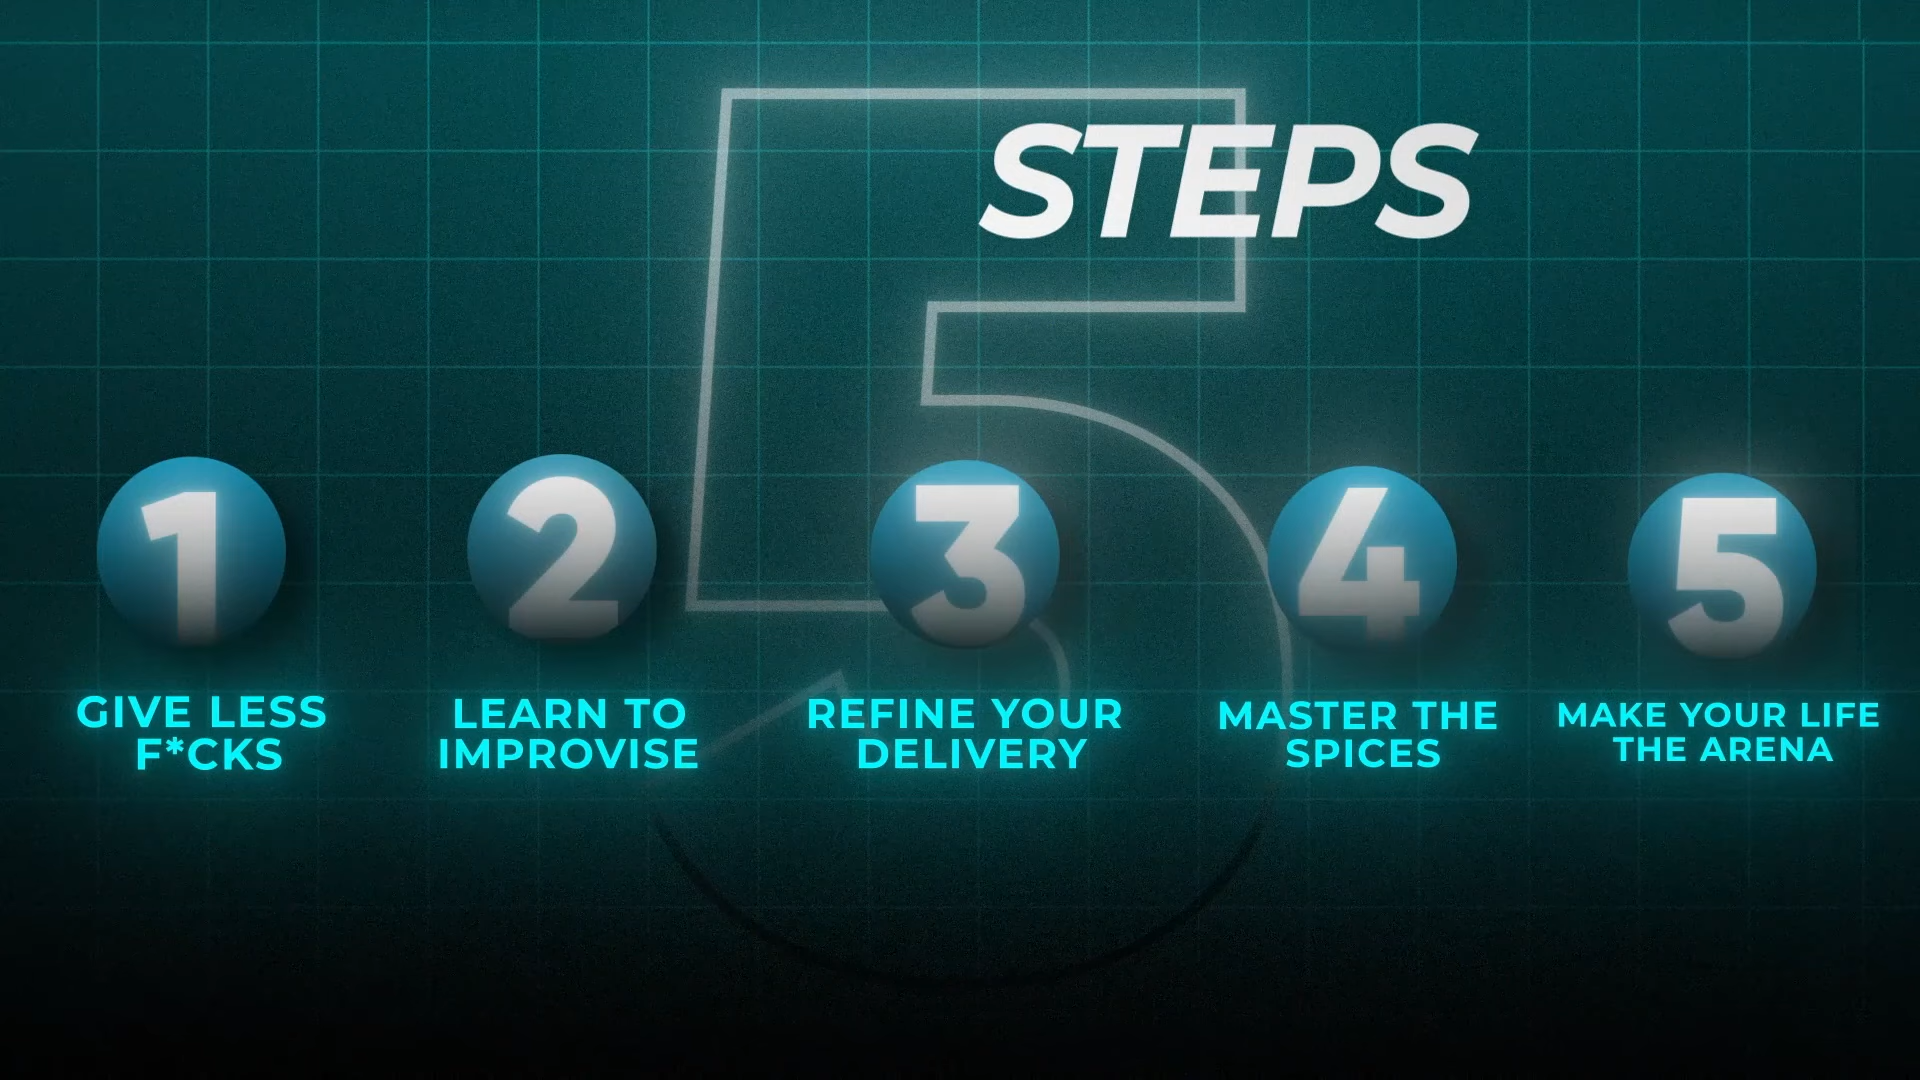 5
STEPS
1
2
3
4
5
GIVE LESS
F*CKS
LEARN TO
IMPROVISE
REFINE YOUR
DELIVERY
MASTER THE
SPICES
MAKE YOUR LIFE
THE ARENA